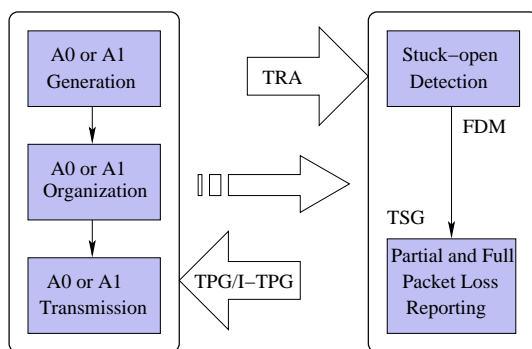 A0 or A1
Generation
A0 or A1
Organization
A0 or A1
Transmission
TRA
TPG/I−TPG
Stuck−open
Detection
FDM
TSG
Partial and Full
Packet Loss
Reporting